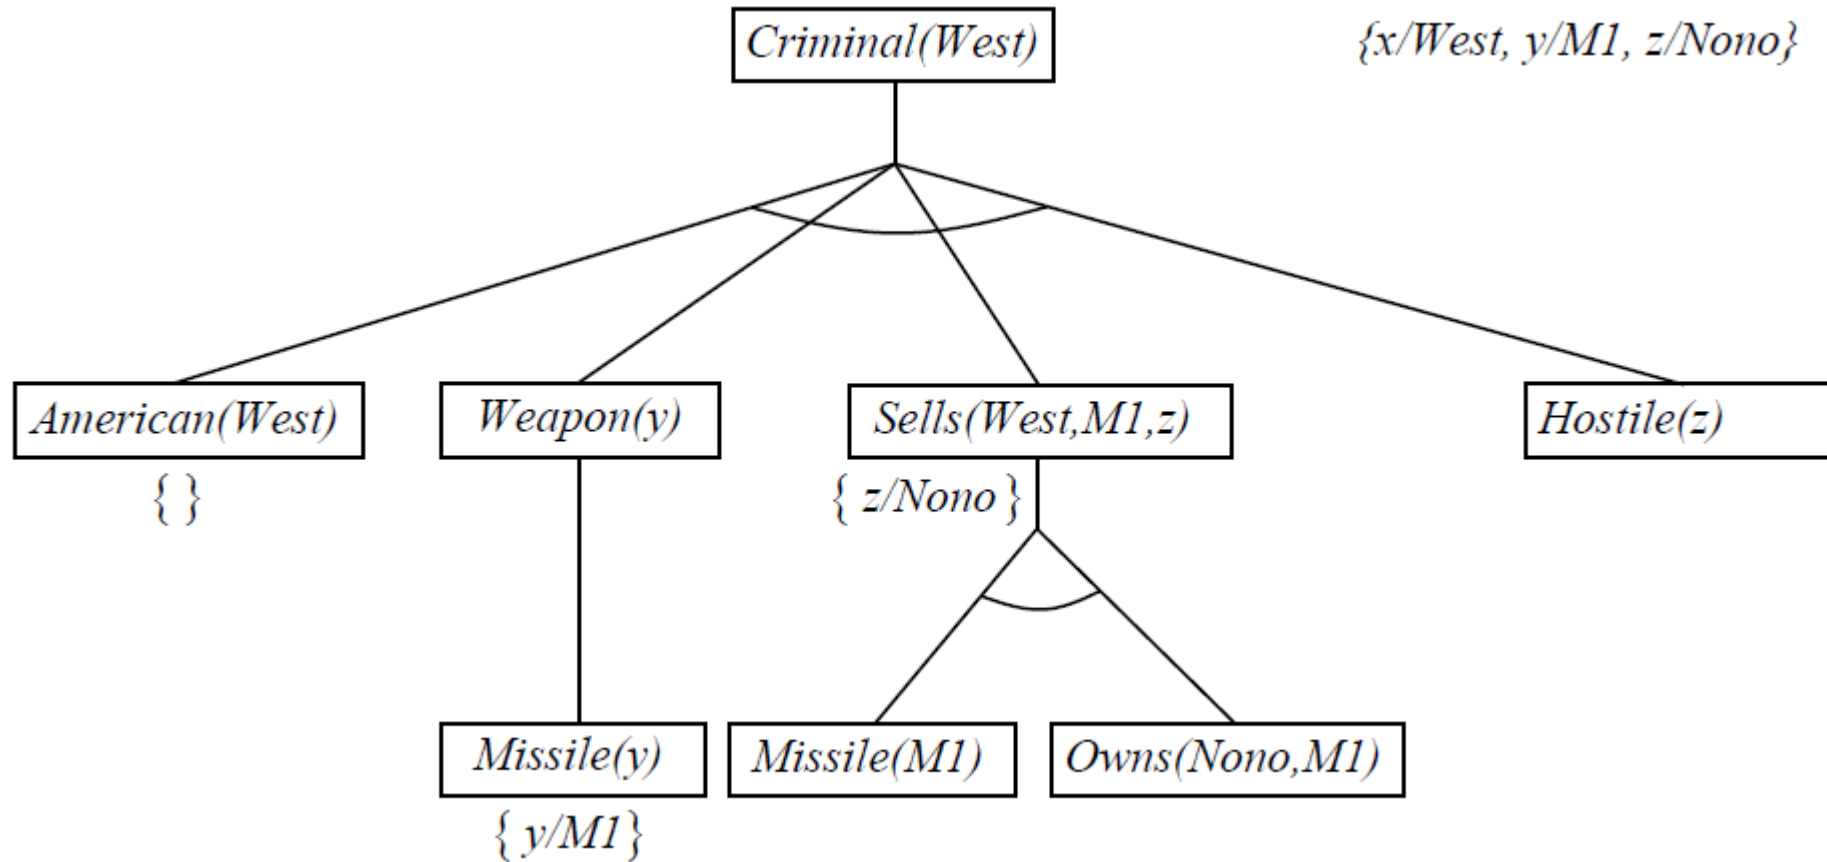 Criminal(West)
{x/West, y/M1, z/Nono}
American(West)
Weapon(y)
Sells(West,M1,z)
Hostile(z)
{ }
{ z/Nono }
Missile(y)
Missile(M1)
Owns(Nono,M1)
{ y/M1 }